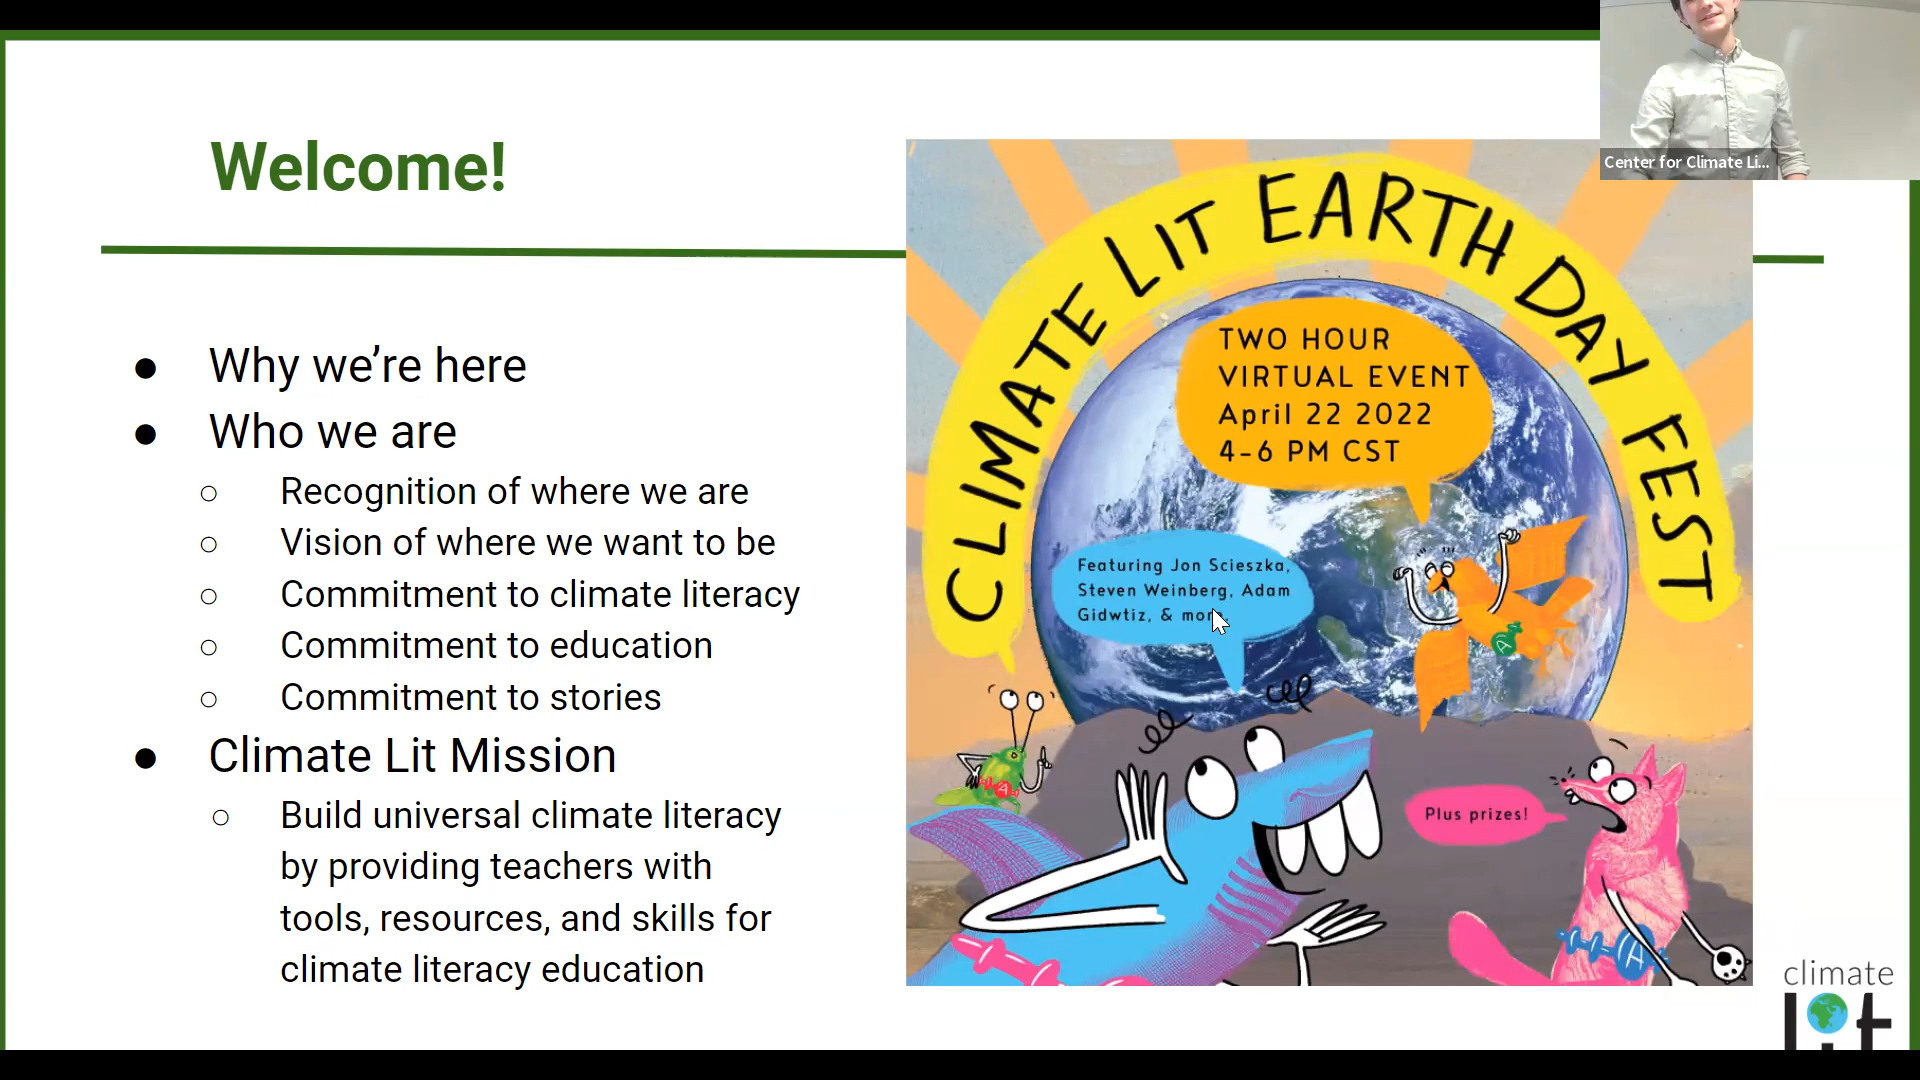 Welcome!
Why we’re here
Who we are
Recognition of where we are
Vision of where we want to be
Commitment to climate literacy
Commitment to education
Commitment to stories
Climate Lit Mission
Build universal climate literacy
by providing teachers with
tools, resources, and skills for
climate literacy education
Center for Climate Li...
CLIMATE LIT EARTH DAY FEST
TWO HOUR
VIRTUAL EVENT
April 22 2022
4-6 PM CST
Featuring Jon Scieszka,
Steven Weinberg, Adam
Gidwtiz, & more
A
A
Plus prizes!
A
climate
lit